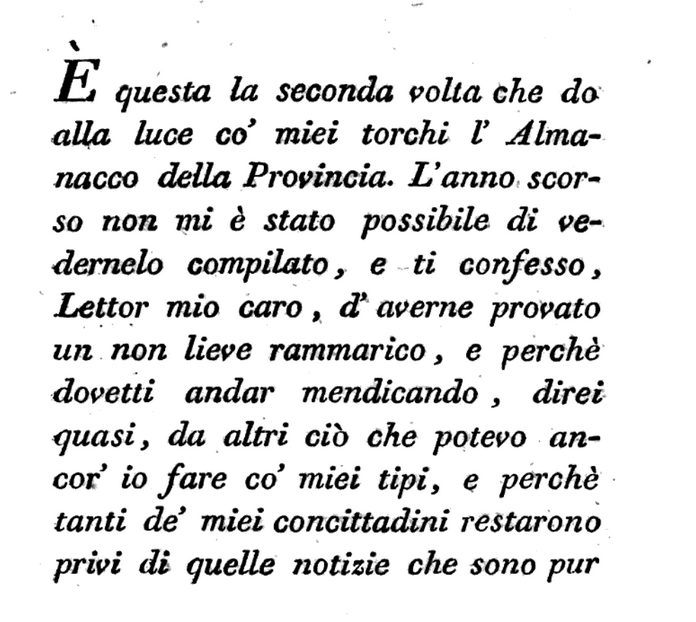 È questa la seconda volta che do
alla luce co' miei torchi l' Alma-
nacco della Provincia. L'anno scor-
so non mi è stato possibile di ve-
dernelo compilato, e ti confesso,
Lettor mio caro, d' averne provato
un non lieve rammarico, e perchè
dovetti andar mendicando, direi
quasi, da altri ciò che potevo an-
cor' io fare co' miei tipi, e perchè
tanti de' miei concittadini restarono
privi di quelle notizie che sono pur